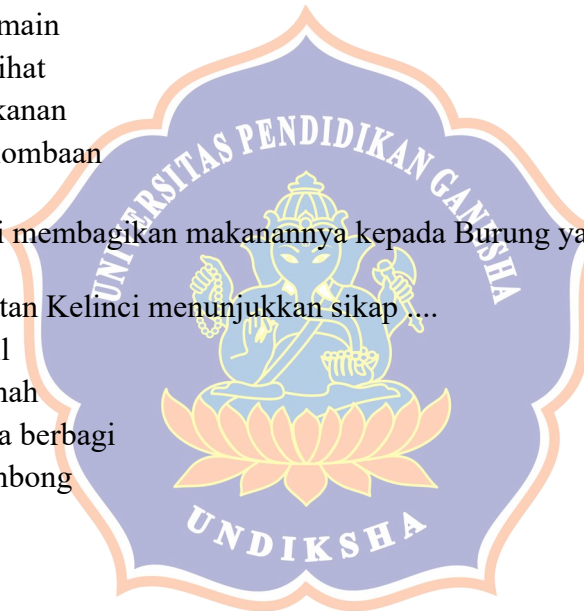 main
ihat
kanan
ombaan
UNIVERSITAS PENDIDIKAN GANESHA
i membagikan makanannya kepada Burung ya
tan Kelinci menunjukkan sikap ....
l
nah
a berbagi
nbong
UNDIKSHA